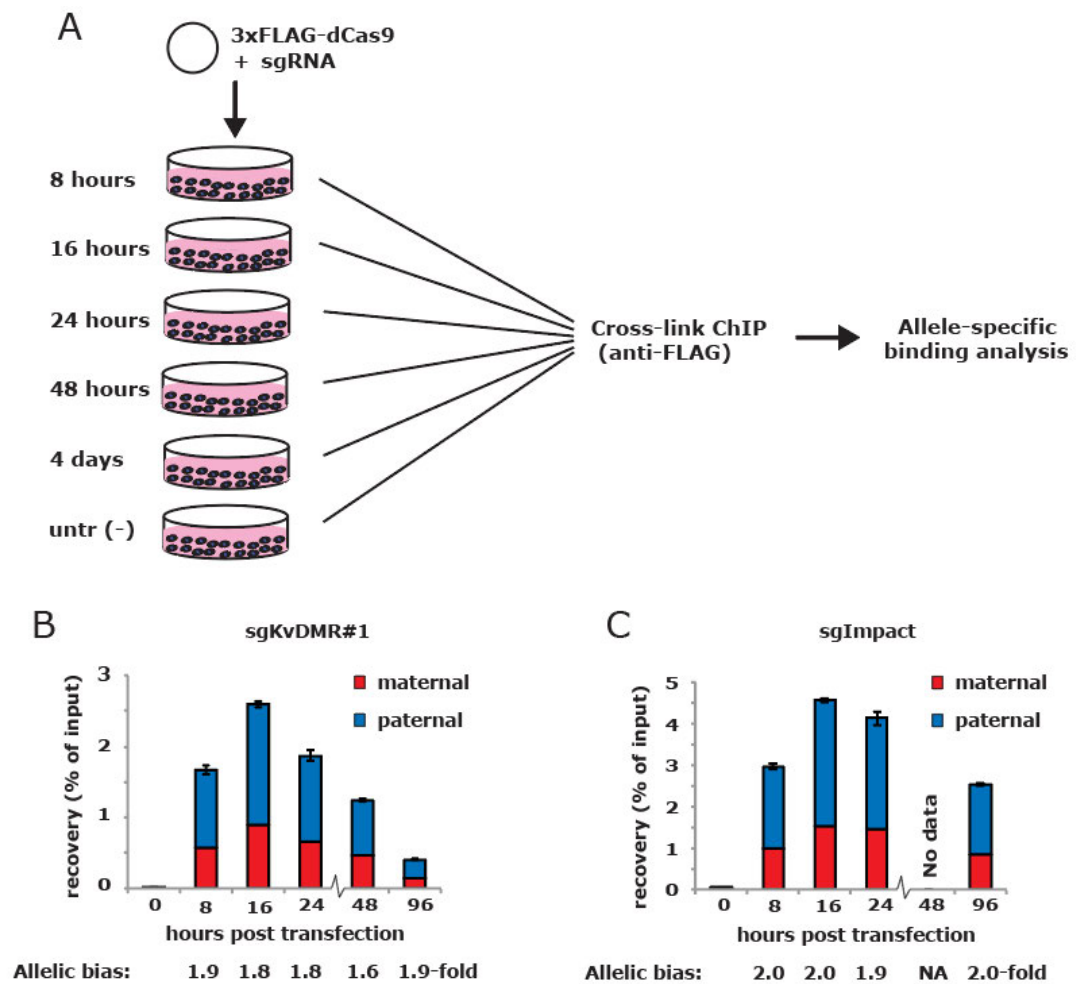 A
3xFLAG-dCas9
+ sgRNA
8 hours
16 hours
24 hours
48 hours
4 days
untr (-)
Cross-link ChIP
(anti-FLAG)
Allele-specific
binding analysis
B
sgKvDMR#1
recovery (% of input)
3
2
1
0
maternal
paternal
0 8 16 24 48 96
hours post transfection
Allelic bias: 1.9 1.8 1.8 1.6 1.9-fold
C
sgImpact
recovery (% of input)
5
4
3
2
1
0
maternal
paternal
No data
0 8 16 24 48 96
hours post transfection
Allelic bias: 2.0 2.0 1.9 NA 2.0-fold